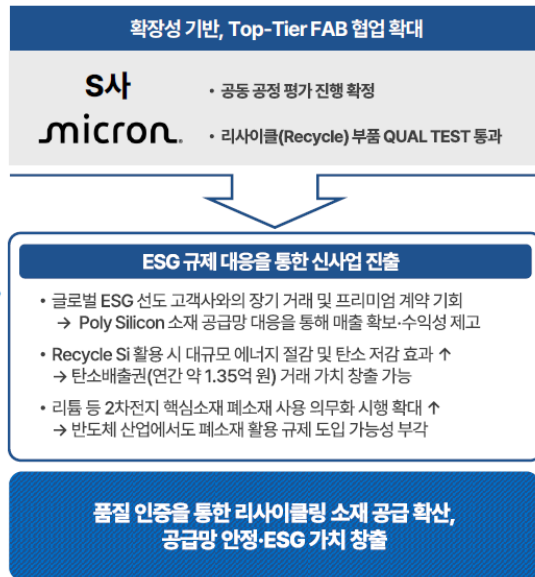 확장성 기반, Top-Tier FAB 협업 확대
S사
• 공동 공정 평가 진행 확정
micron.
• 리사이클(Recycle) 부품 QUAL TEST 통과
ESG 규제 대응을 통한 신사업 진출
• 글로벌 ESG 선도 고객사와의 장기 거래 및 프리미엄 계약 기회
→ Poly Silicon 소재 공급망 대응을 통해 매출 확보·수익성 제고
• Recycle Si 활용 시 대규모 에너지 절감 및 탄소 저감 효과 ↑
→ 탄소배출권(연간 약 1.35억 원) 거래 가치 창출 가능
• 리튬 등 2차전지 핵심소재 폐소재 사용 의무화 시행 확대 ↑
→ 반도체 산업에서도 폐소재 활용 규제 도입 가능성 부각
품질 인증을 통한 리사이클링 소재 공급 확산,
공급망 안정·ESG 가치 창출